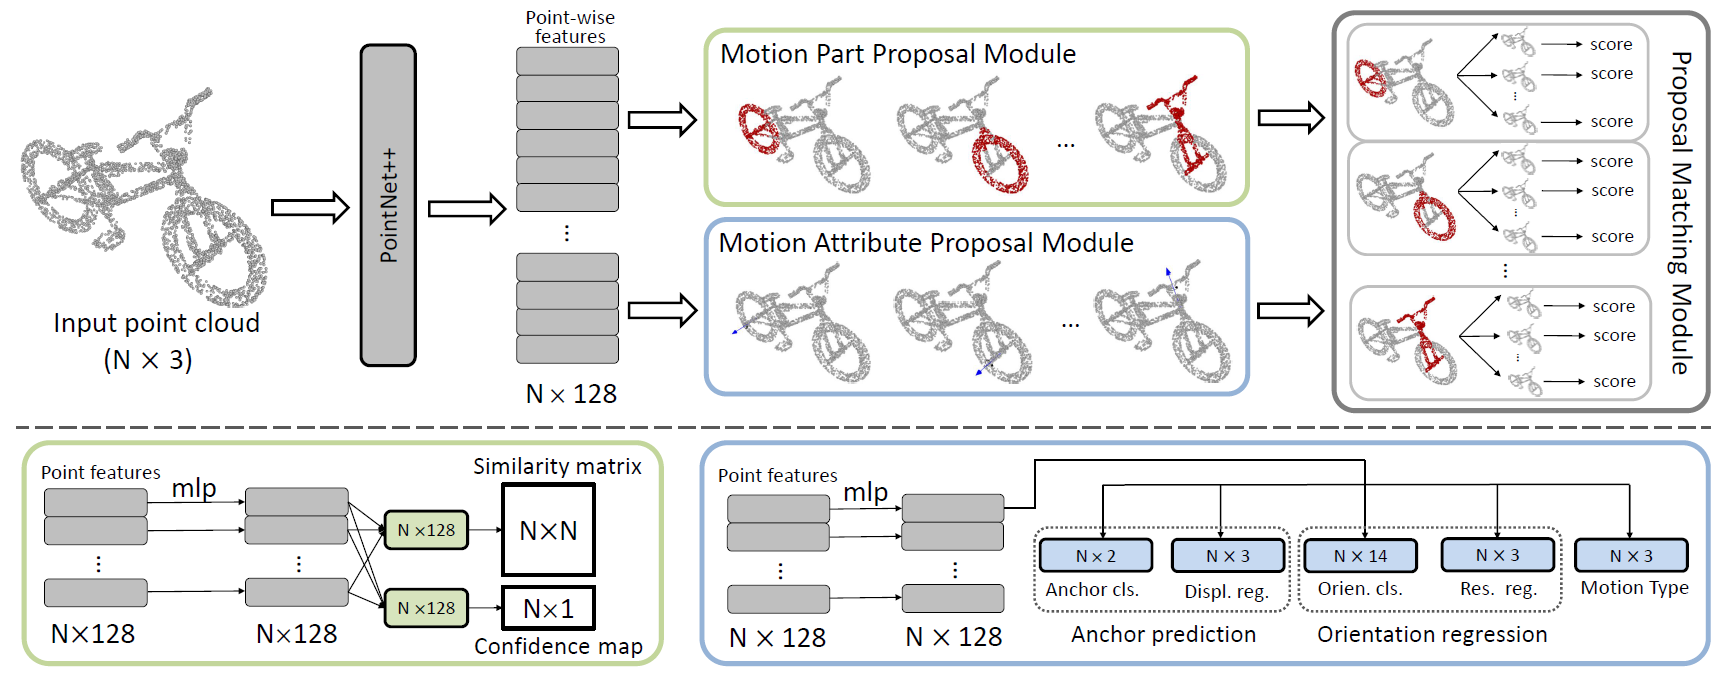 Input point cloud
(N × 3)
PointNet++
Point-wise
features
⋮
N × 128
Motion Part Proposal Module
...
Motion Attribute Proposal Module
...
score
score
...
score
score
score
...
score
⋮
score
score
...
score
Proposal Matching Module
Point features
mlp
⋮
⋮
N×128
N×128
N ×128
N ×128
Similarity matrix
N×N
N×1
Confidence map
Point features
mlp
⋮
⋮
N × 128
N × 128
N × 2
Anchor cls.
N × 3
Displ. reg.
Anchor prediction
N × 14
Orien. cls.
N × 3
Res. reg.
Orientation regression
N × 3
Motion Type